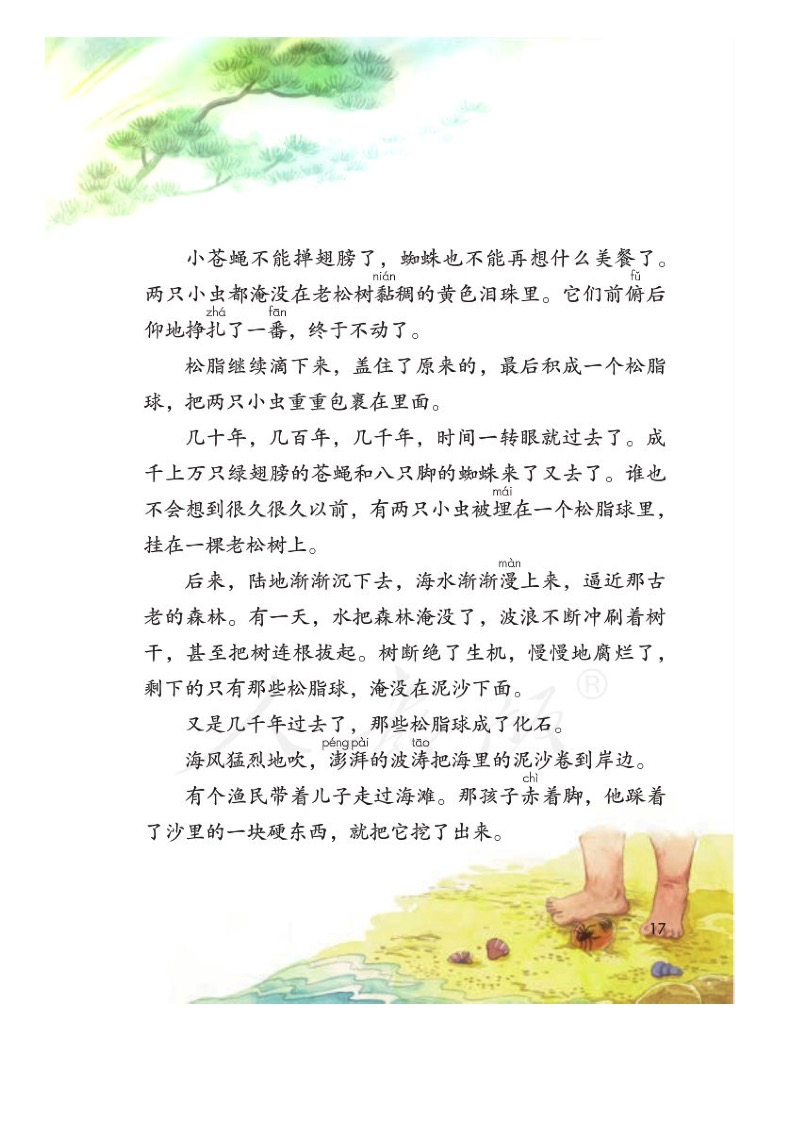 小苍蝇不能掸翅膀了，蜘蛛也不能再想什么美餐了。
nián fǔ
两只小虫都淹没在老松树黏稠的黄色泪珠里。它们前俯后
zhá fān
仰地挣扎了一番，终于不动了。
松脂继续滴下来，盖住了原来的，最后积成一个松脂
球，把两只小虫重重包裹在里面。
几十年，几百年，几千年，时间一转眼就过去了。成
千上万只绿翅膀的苍蝇和八只脚的蜘蛛来了又去了。谁也
mái
不会想到很久很久以前，有两只小虫被埋在一个松脂球里，
挂在一棵老松树上。
màn
后来，陆地渐渐沉下去，海水渐渐漫上来，逼近那古
老的森林。有一天，水把森林淹没了，波浪不断冲刷着树
干，甚至把树连根拔起。树断绝了生机，慢慢地腐烂了，
剩下的只有那些松脂球，淹没在泥沙下面。
又是几千年过去了，那些松脂球成了化石。
péng pài tāo
海风猛烈地吹，澎湃的波涛把海里的泥沙卷到岸边。
chì
有个渔民带着儿子走过海滩。那孩子赤着脚，他踩着
了沙里的一块硬东西，就把它挖了出来。
人教版®
17